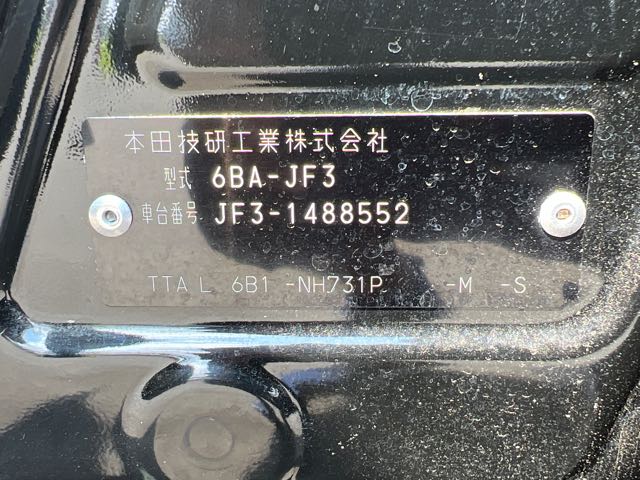 本田技研工業株式会社
型式 6BA-JF3
車台番号 JF3-1488552
TTA L 6B1 -NH731P -M -S